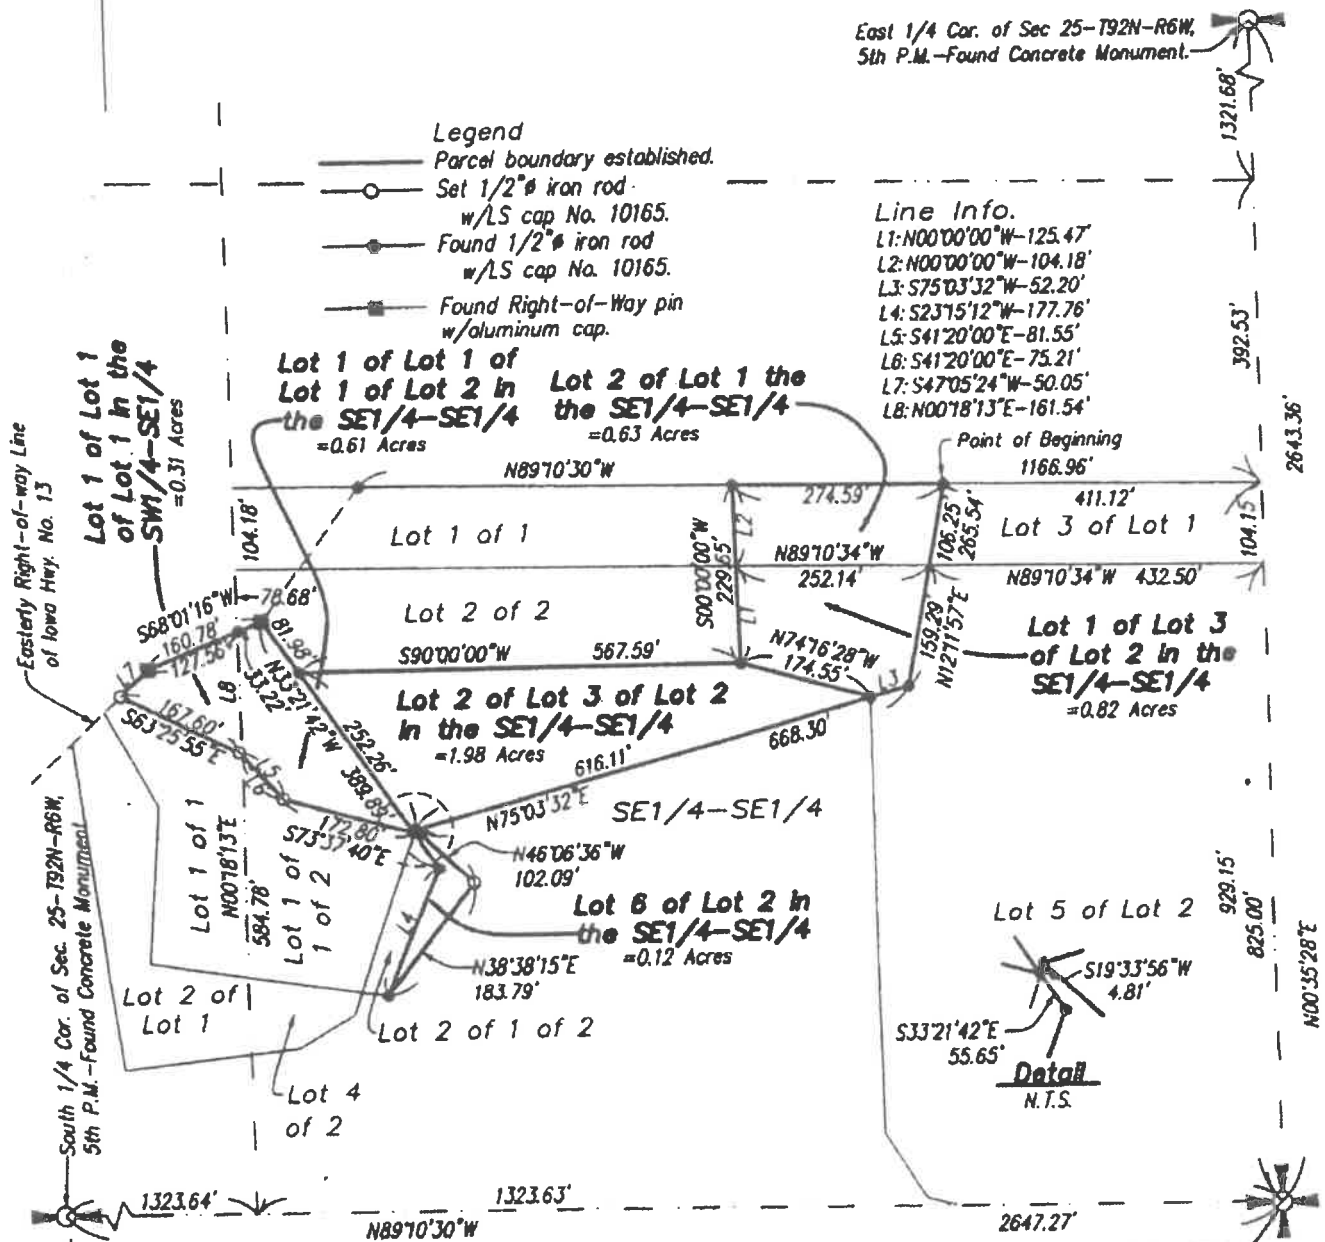 East 1/4 Cor. of Sec 25-T92N-R6W,
5th P.M.-Found Concrete Monument.
1321.68'
Legend
Parcel boundary established.
Set 1/2"ø iron rod
w/LS cap No. 10165.
Found 1/2"ø iron rod
w/LS cap No. 10165.
Found Right-of-Way pin
w/aluminum cap.
Line Info.
L1: N00°00'00"W-125.47'
L2: N00°00'00"W-104.18'
L3: S75°03'32"W-52.20'
L4: S23°15'12"W-177.76'
L5: S41°20'00"E-81.55'
L6: S41°20'00"E-75.21'
L7: S47°05'24"W-50.05'
L8: N00°18'13"E-161.54'
392.53'
2643.36'
Lot 1 of Lot 1
of Lot 1 in the
SW1/4-SE1/4
=0.31 Acres
Lot 1 of Lot 1 of
Lot 1 of Lot 2 in
the SE1/4-SE1/4
=0.61 Acres
Lot 2 of Lot 1 the
the SE1/4-SE1/4
=0.63 Acres
Easterly Right-of-way Line
of Iowa Hwy. No. 13
Point of Beginning
1166.96'
N89°10'30"W
274.59'
411.12'
104.18'
Lot 1 of 1
L2
S00°00'00"W
229.65'
106.25'
265.54'
Lot 3 of Lot 1
104.15'
N89°10'34"W
252.14'
N89°10'34"W 432.50'
78.68'
Lot 2 of 2
L1
159.29
N12°11'57"E
S68°01'16"W
160.78'
127.56'
81.98'
33.22'
L7
L8
N33°21'42"W
252.26'
389.89'
S90°00'00"W 567.59'
N74°16'28"W
174.55'
L3
Lot 1 of Lot 3
of Lot 2 in the
SE1/4-SE1/4
=0.82 Acres
Lot 2 of Lot 3 of Lot 2
in the SE1/4-SE1/4
=1.98 Acres
167.60'
S63°25'55"E
L5
L6
668.30'
616.11'
N75°03'32"E
SE1/4-SE1/4
172.80'
S73°37'40"E
N46°06'36"W
102.09'
Lot 1 of 1
N00°18'13"E
584.78'
Lot 1 of
1 of 2
L4
Lot 6 of Lot 2 in
the SE1/4-SE1/4
=0.12 Acres
N38°38'15"E
183.79'
Lot 5 of Lot 2
929.15'
825.00'
N00°35'28"E
S19°33'56"W
4.81'
S33°21'42"E
55.65'
Detail
N.T.S.
Lot 2 of
Lot 1
Lot 2 of 1 of 2
Lot 4
of 2
South 1/4 Cor. of Sec. 25-T92N-R6W,
5th P.M.-Found Concrete Monument
1323.64'
1323.63'
N89°10'30"W
2647.27'